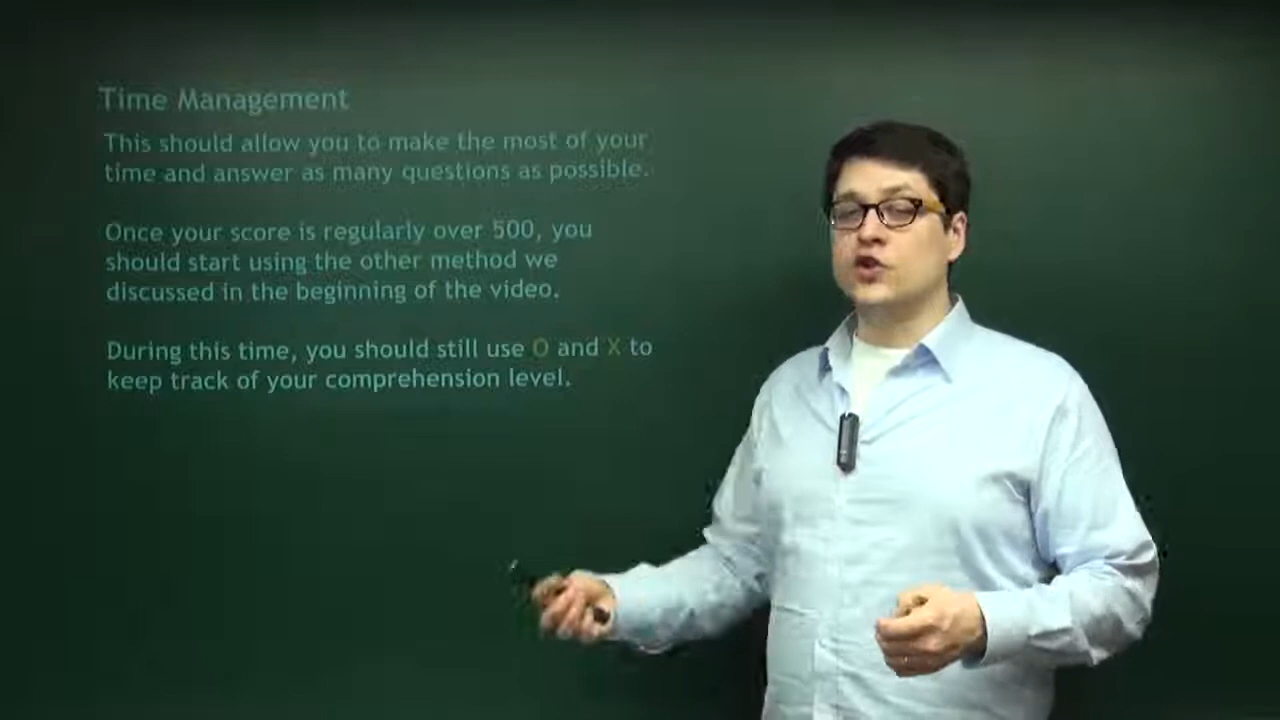 Time Management
This should allow you to make the most of your
time and answer as many questions as possible.
Once your score is regularly over 500, you
should start using the other method we
discussed in the beginning of the video.
During this time, you should still use O and X to
keep track of your comprehension level.